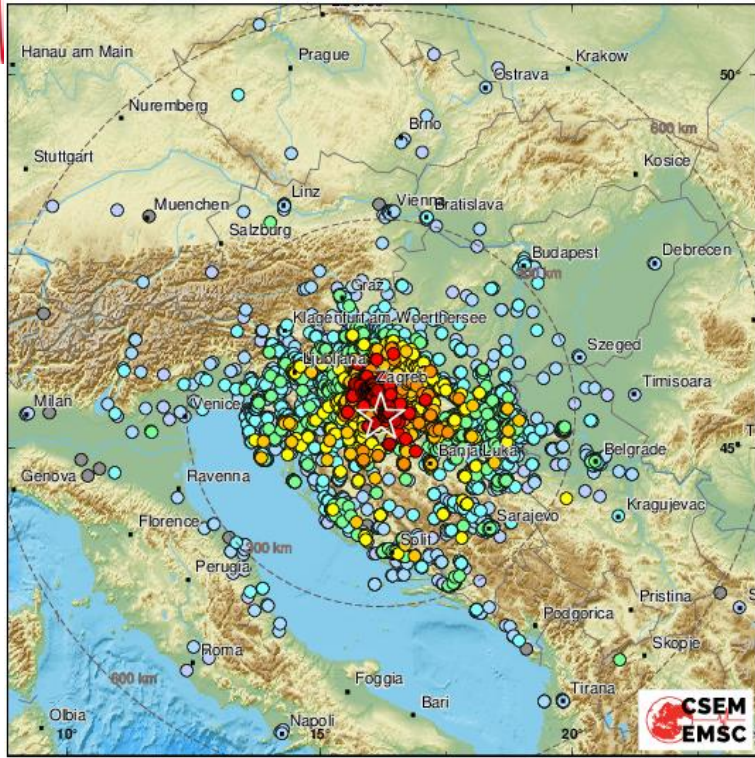 Hanau am Main
Prague
Krakow
Ostrava
50°
Nuremberg
Brno
600 km
Stuttgart
Kosice
Linz
Muenchen
Vienna
Bratislava
Salzburg
Budapest
Debrecen
300 km
Graz
Klagenfurt am Woerthersee
Ljubljana
Szeged
Zagreb
Timisoara
Milan
Venice
Banja Luka
Belgrade
45°
Genova
Ravenna
Kragujevac
Florence
Sarajevo
Split
300 km
Perugia
Pristina
Podgorica
Roma
Skopje
600 km
Foggia
Tirana
Bari
CSEM
EMSC
Olbia
10°
Napoli
15°
20°